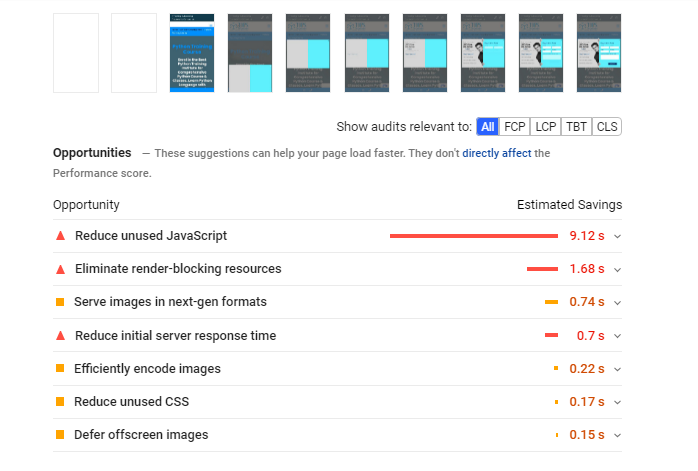 Python Training
Course
Show audits relevant to: All FCP LCP TBT CLS
Opportunities — These suggestions can help your page load faster. They don't directly affect the
Performance score.
Opportunity Estimated Savings
Reduce unused JavaScript 9.12 s
Eliminate render-blocking resources 1.68 s
Serve images in next-gen formats 0.74 s
Reduce initial server response time 0.7 s
Efficiently encode images 0.22 s
Reduce unused CSS 0.17 s
Defer offscreen images 0.15 s